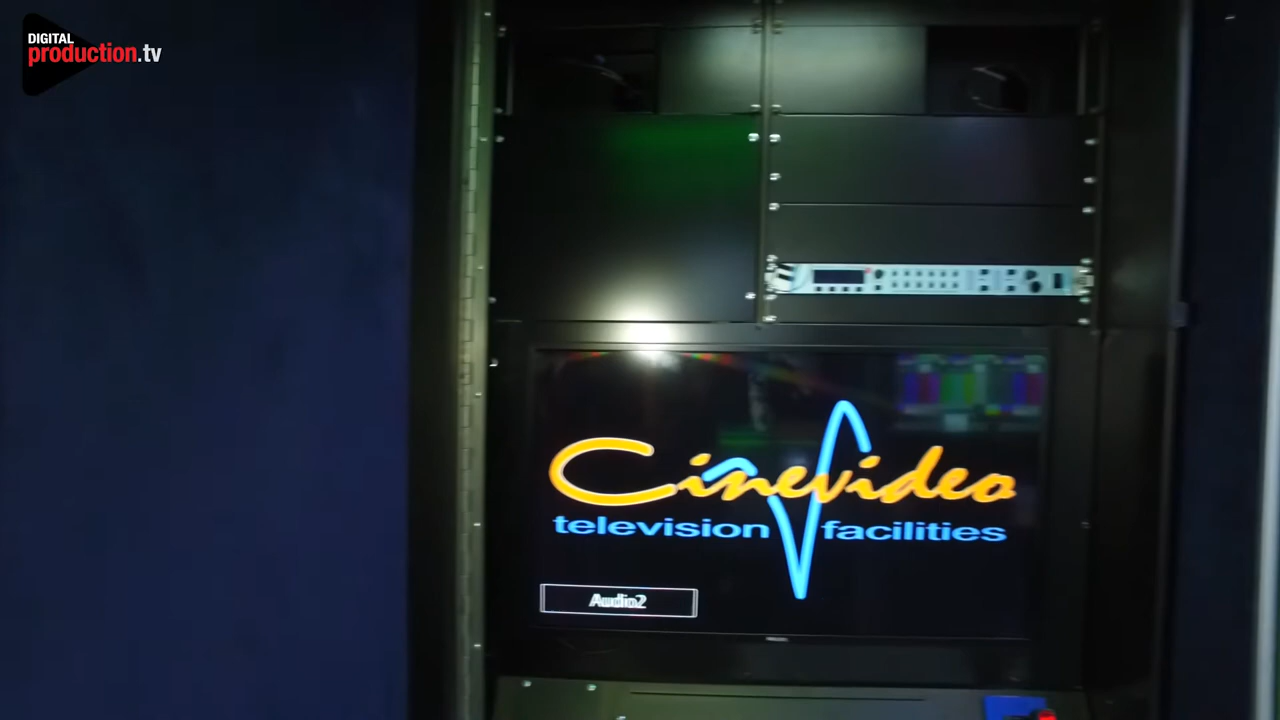 DIGITAL
production.tv
Cinevideo
television facilities
Audio2